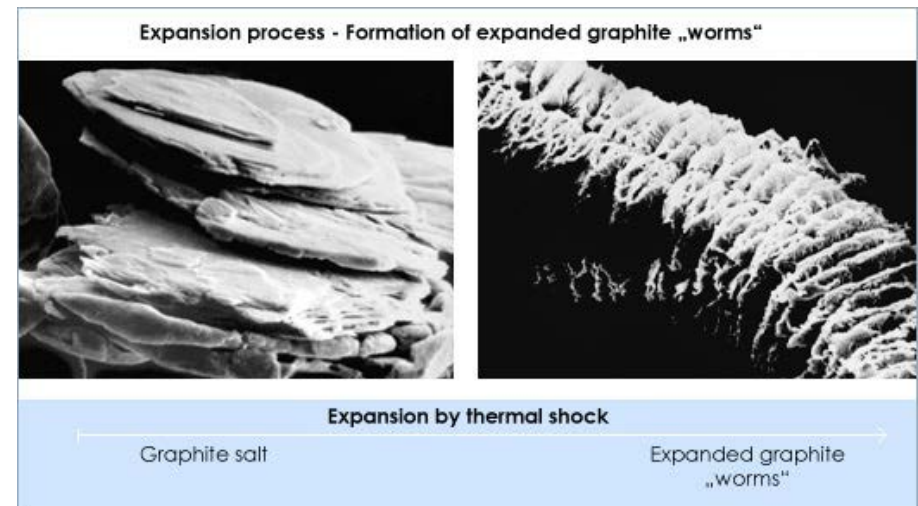 Expansion process - Formation of expanded graphite „worms“
Expansion by thermal shock
Graphite salt
Expanded graphite
„worms“